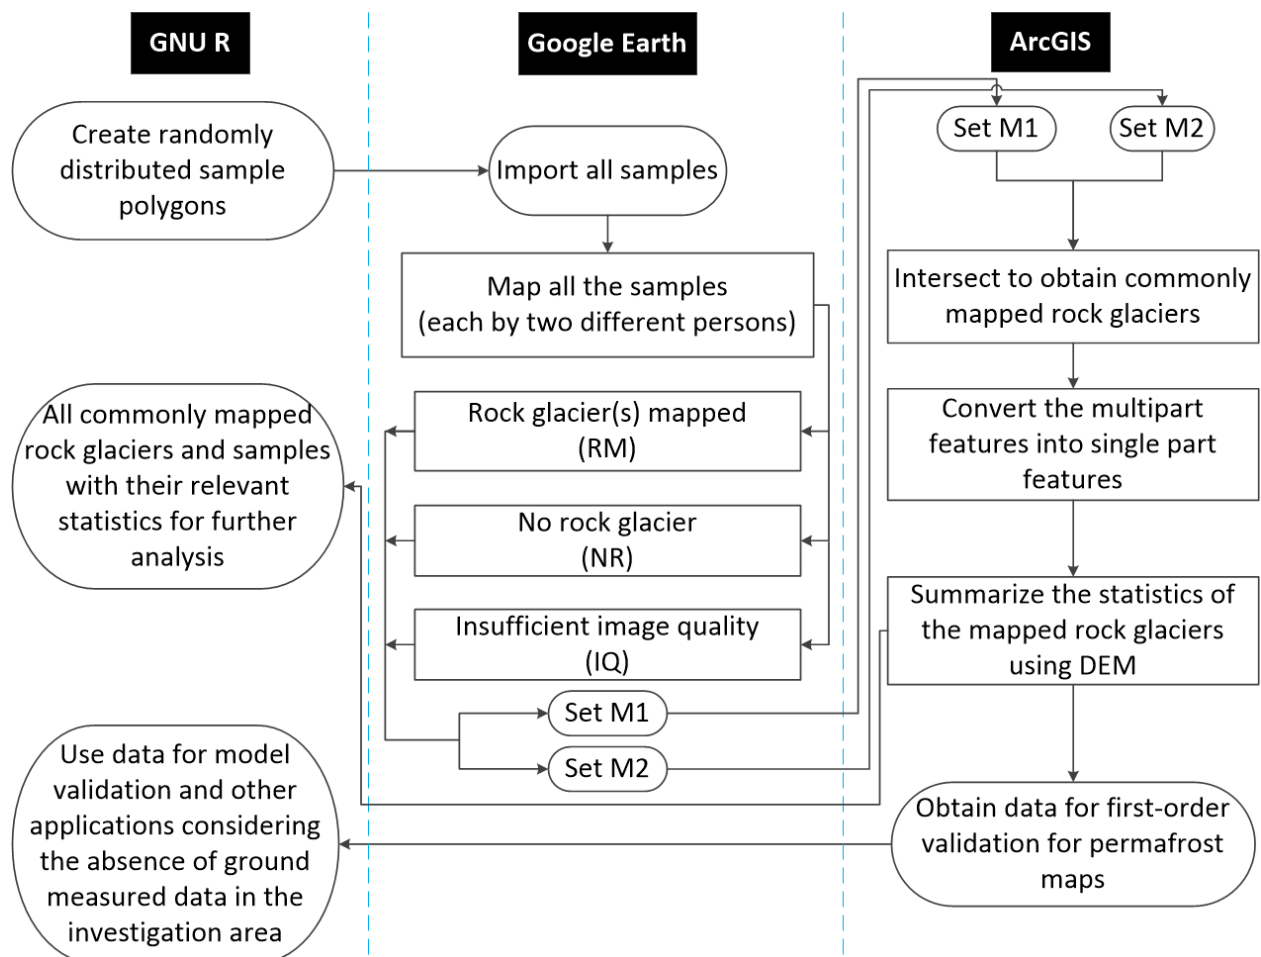 GNU R
Google Earth
ArcGIS
Create randomly
distributed sample
polygons
Import all samples
Set M1
Set M2
Map all the samples
(each by two different persons)
Intersect to obtain commonly
mapped rock glaciers
Rock glacier(s) mapped
(RM)
Convert the multipart
features into single part
features
All commonly mapped
rock glaciers and samples
with their relevant
statistics for further
analysis
No rock glacier
(NR)
Insufficient image quality
(IQ)
Summarize the statistics of
the mapped rock glaciers
using DEM
Set M1
Set M2
Use data for model
validation and other
applications considering
the absence of ground
measured data in the
investigation area
Obtain data for first-order
validation for permafrost
maps